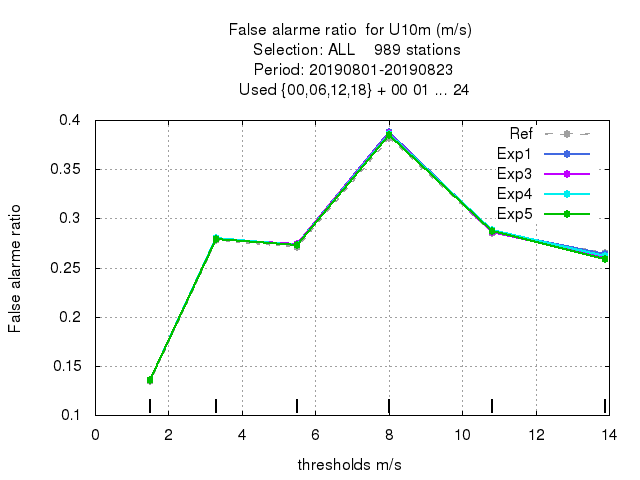 False alarme ratio  for U10m (m/s)
Selection: ALL    989 stations
Period: 20190801-20190823
Used {00,06,12,18} + 00 01 ... 24
0.4
0.35
0.3
0.25
0.2
0.15
0.1
False alarme ratio
Ref
Exp1
Exp3
Exp4
Exp5
0 2 4 6 8 10 12 14
thresholds m/s